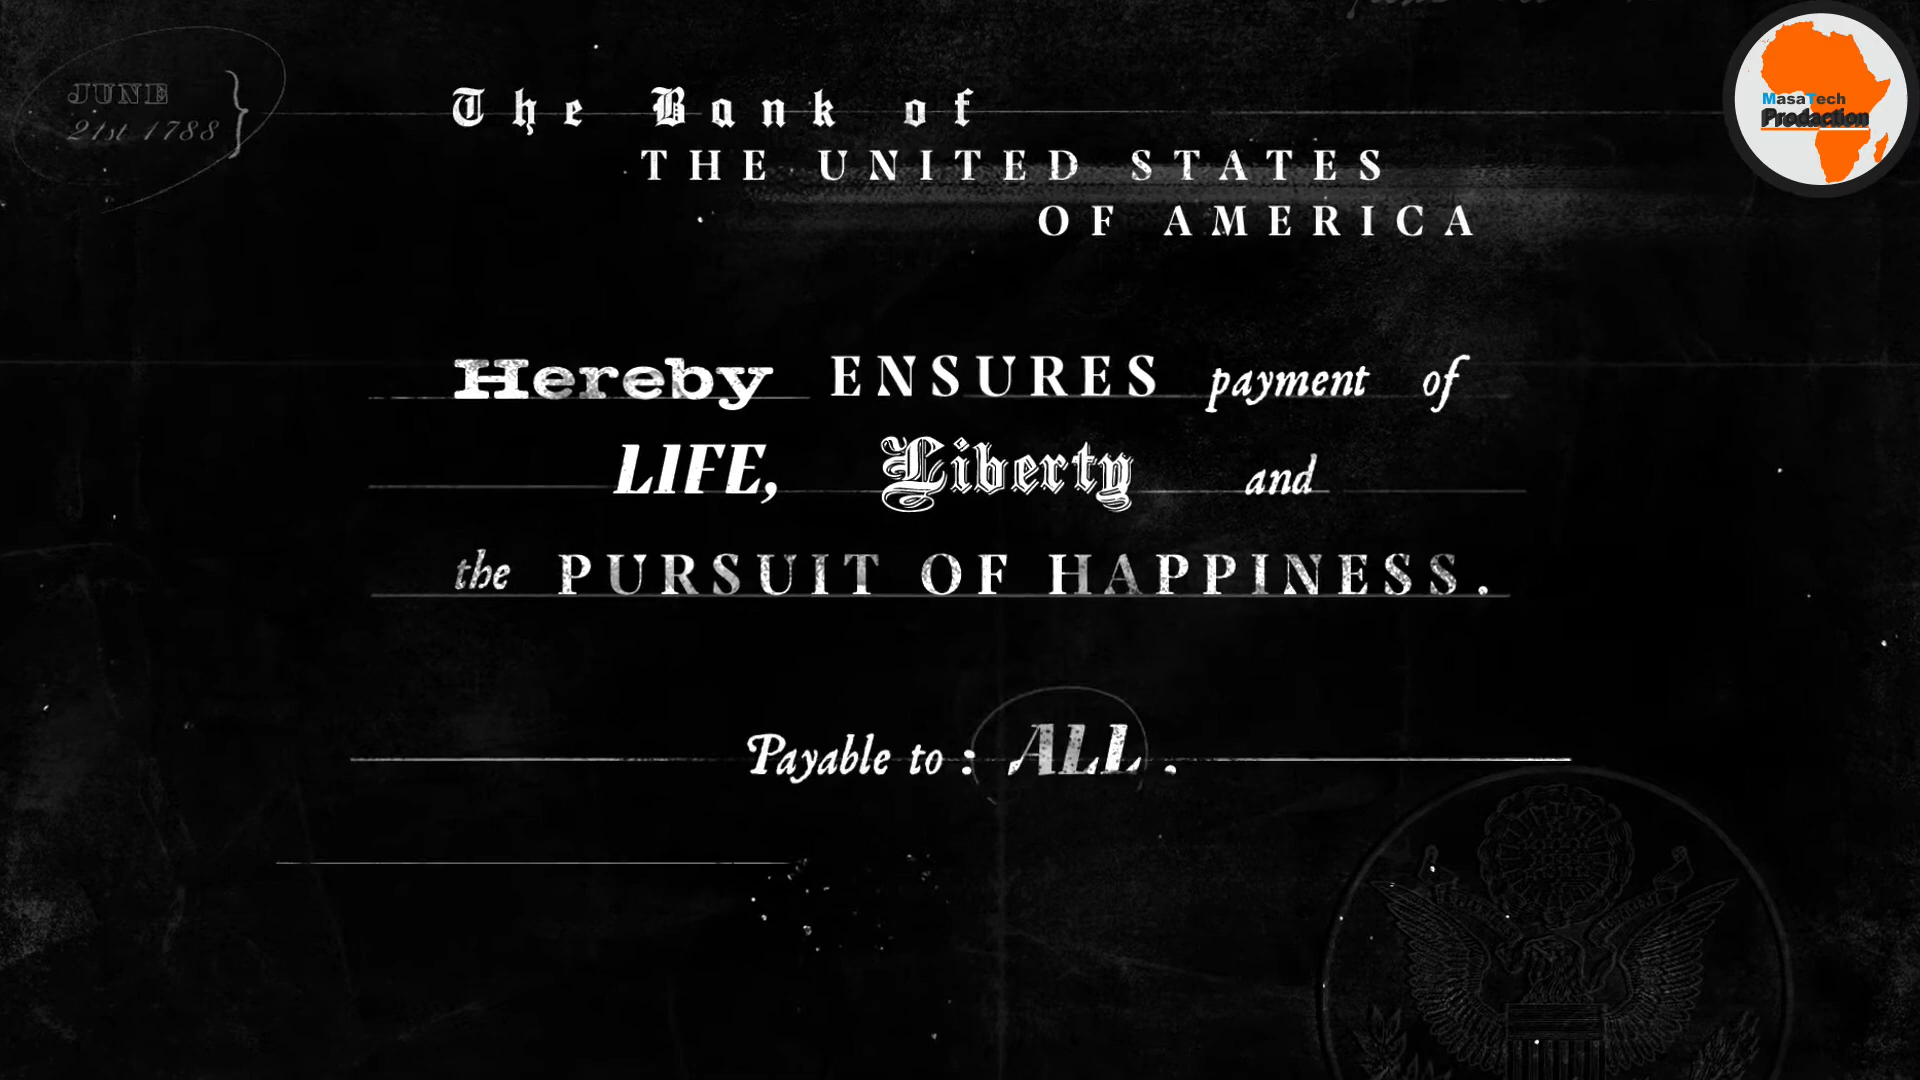 JUNE
21st 1788
The Bank of
THE UNITED STATES
OF AMERICA
MasaTech
Prodaction
Hereby ENSURES payment of
LIFE, Liberty and
the PURSUIT OF HAPPINESS.
Payable to : ALL .